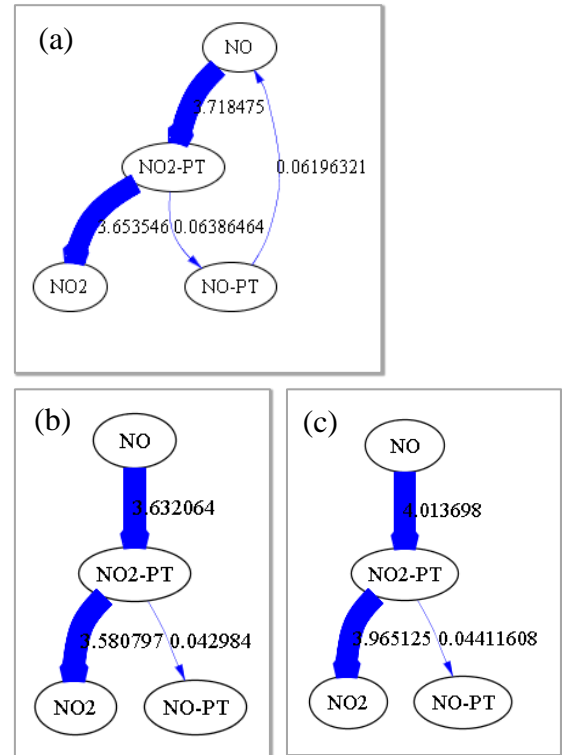 (a)
NO
3.718475
NO2-PT
0.06196321
3.653546 0.06386464
NO2
NO-PT
(b)
NO
3.632064
NO2-PT
3.580797 0.042984
NO2
NO-PT
(c)
NO
4.013698
NO2-PT
3.965125 0.04411608
NO2
NO-PT